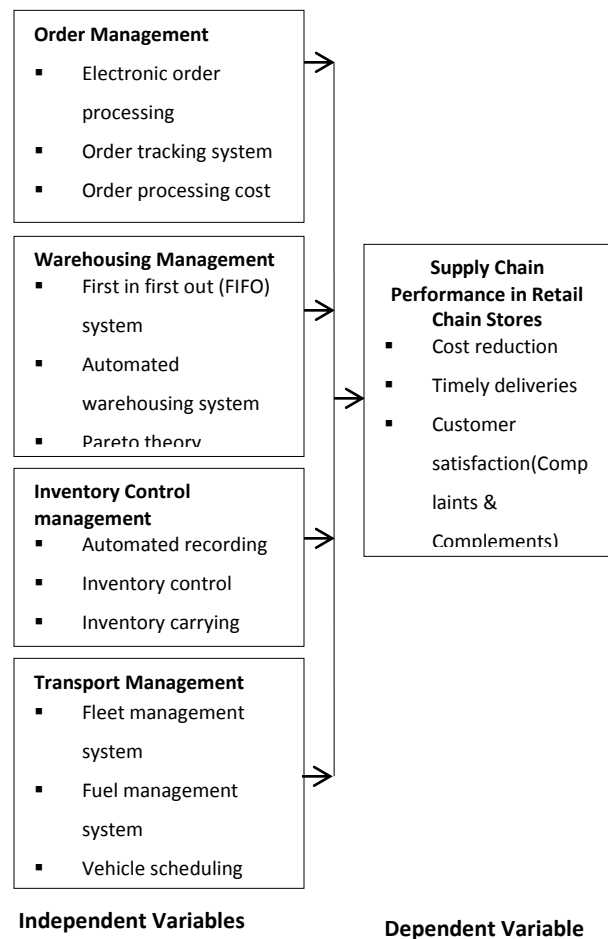 Order Management
▪ Electronic order
processing
▪ Order tracking system
▪ Order processing cost
Warehousing Management
▪ First in first out (FIFO)
system
▪ Automated
warehousing system
▪ Pareto theory
Inventory Control
management
▪ Automated recording
▪ Inventory control
▪ Inventory carrying
Transport Management
▪ Fleet management
system
▪ Fuel management
system
▪ Vehicle scheduling
Independent Variables
Supply Chain
Performance in Retail
Chain Stores
▪ Cost reduction
▪ Timely deliveries
▪ Customer
satisfaction(Comp
laints &
Complements)
Dependent Variable